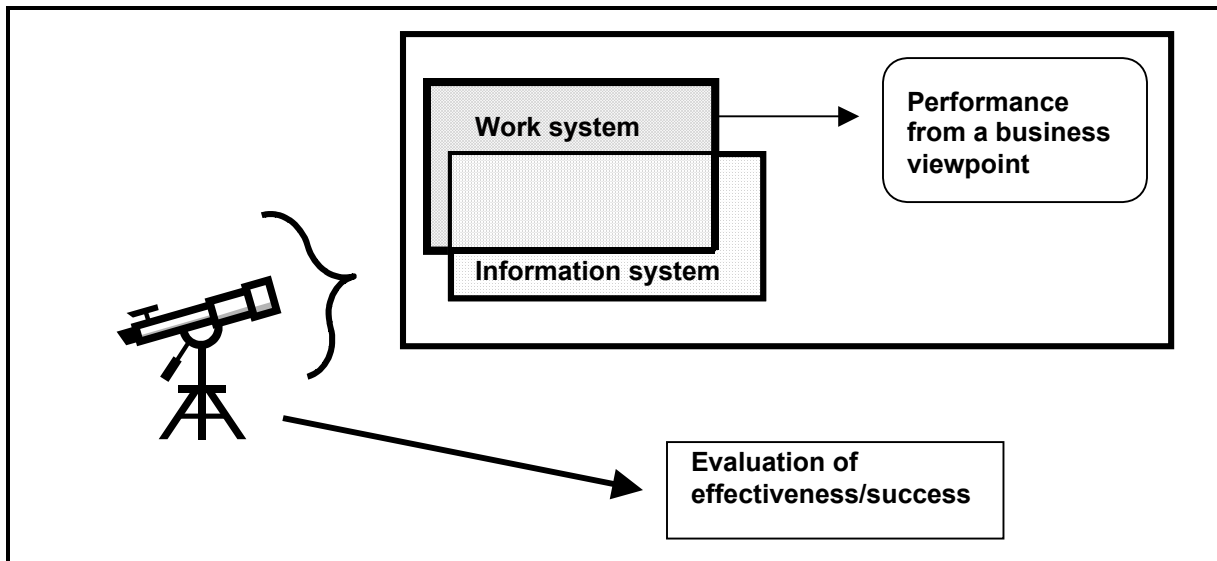 Work system
Performance
from a business
viewpoint
Information system
Evaluation of
effectiveness/success